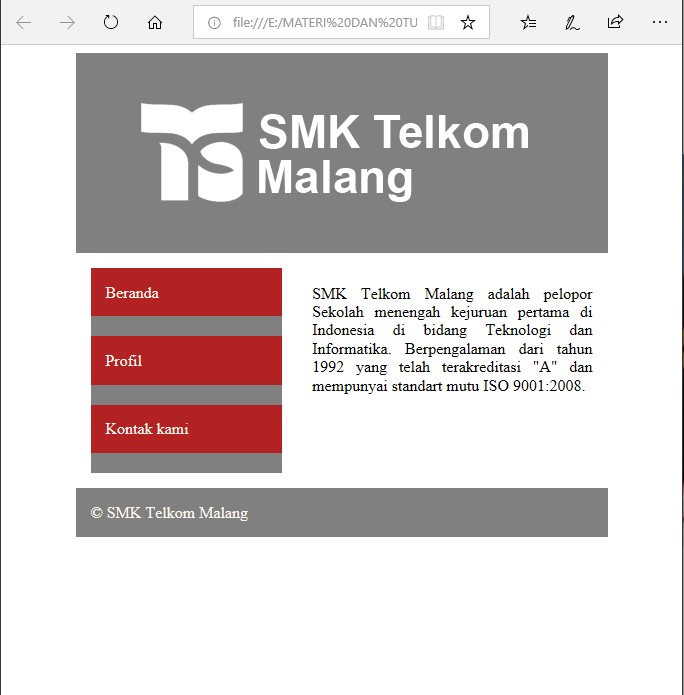 file:///E:/MATERI%20DAN%20TU
SMK Telkom
Malang
Beranda
Profil
Kontak kami
SMK Telkom Malang adalah pelopor
Sekolah menengah kejuruan pertama di
Indonesia di bidang Teknologi dan
Informatika. Berpengalaman dari tahun
1992 yang telah terakreditasi "A" dan
mempunyai standart mutu ISO 9001:2008.
© SMK Telkom Malang